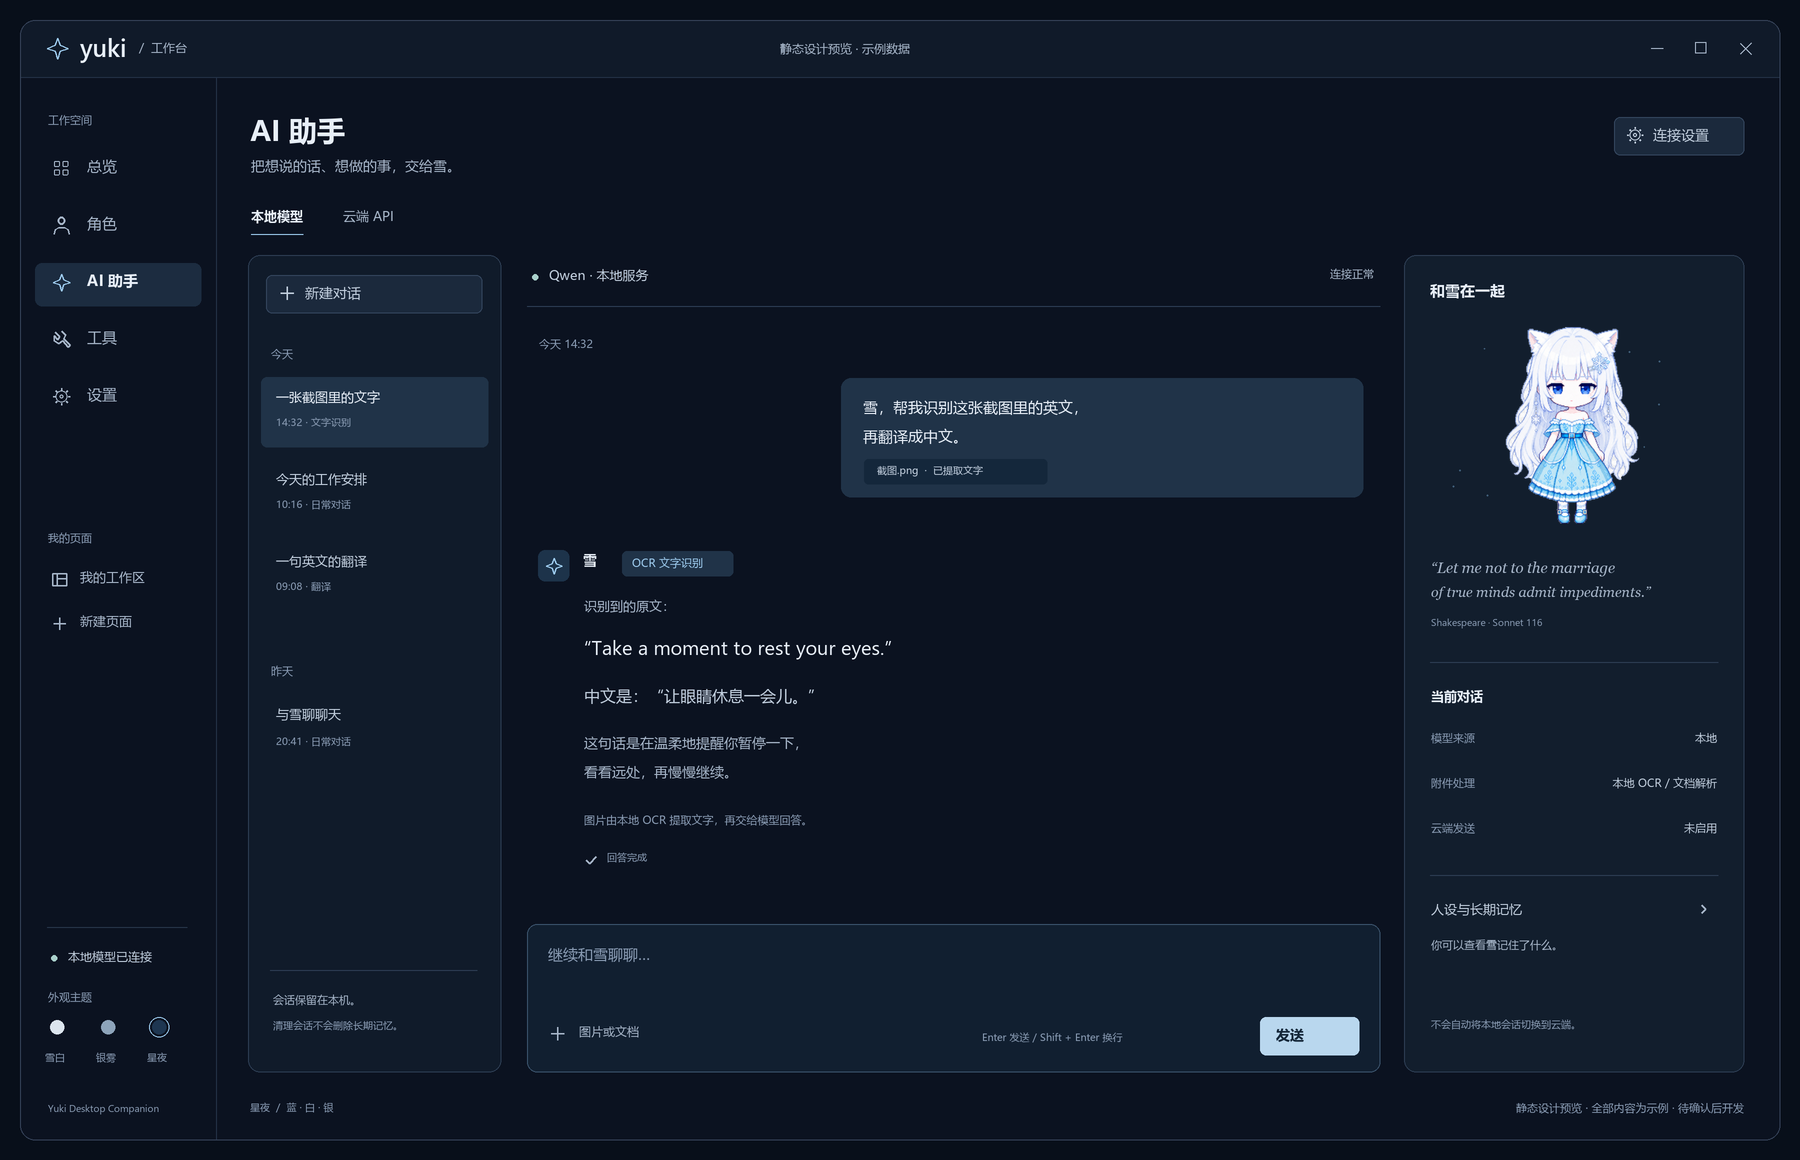 yuki / 工作台
静态设计预览 · 示例数据
工作空间
总览
角色
AI 助手
工具
设置
我的页面
我的工作区
新建页面
本地模型已连接
外观主题
雪白 银雾 星夜
Yuki Desktop Companion
AI 助手
把想说的话、想做的事，交给雪。
连接设置
本地模型 云端 API
新建对话
今天
一张截图里的文字
14:32 · 文字识别
今天的工作安排
10:16 · 日常对话
一句英文的翻译
09:08 · 翻译
昨天
与雪聊聊天
20:41 · 日常对话
会话保留在本机。
清理会话不会删除长期记忆。
Qwen · 本地服务
连接正常
今天 14:32
雪，帮我识别这张截图里的英文，
再翻译成中文。
截图.png · 已提取文字
雪
OCR 文字识别
识别到的原文：
“Take a moment to rest your eyes.”
中文是：“让眼睛休息一会儿。”
这句话是在温柔地提醒你暂停一下，
看看远处，再慢慢继续。
图片由本地 OCR 提取文字，再交给模型回答。
回答完成
继续和雪聊聊...
图片或文档
Enter 发送 / Shift + Enter 换行
发送
和雪在一起
“Let me not to the marriage
of true minds admit impediments.”
Shakespeare · Sonnet 116
当前对话
模型来源 本地
附件处理 本地 OCR / 文档解析
云端发送 未启用
人设与长期记忆
你可以查看雪记住了什么。
不会自动将本地会话切换到云端。
星夜 / 蓝 · 白 · 银
静态设计预览 · 全部内容为示例 · 待确认后开发